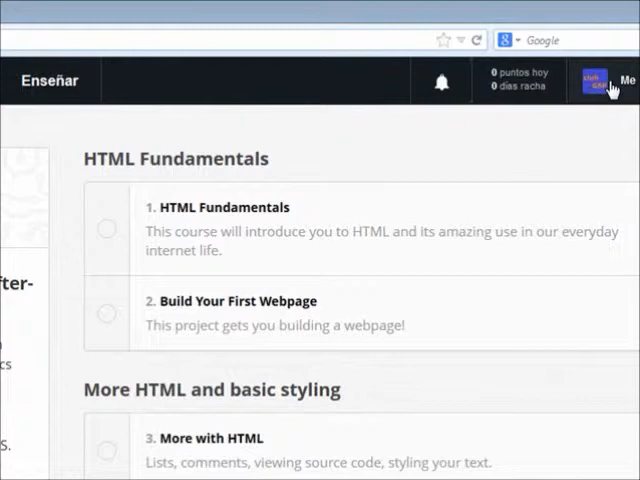 Google
Enseñar
0 puntos hoy
0 días racha
Me
HTML Fundamentals
1. HTML Fundamentals
This course will introduce you to HTML and its amazing use in our everyday
internet life.
2. Build Your First Webpage
This project gets you building a webpage!
fter-
cs
More HTML and basic styling
3. More with HTML
Lists, comments, viewing source code, styling your text.
S.